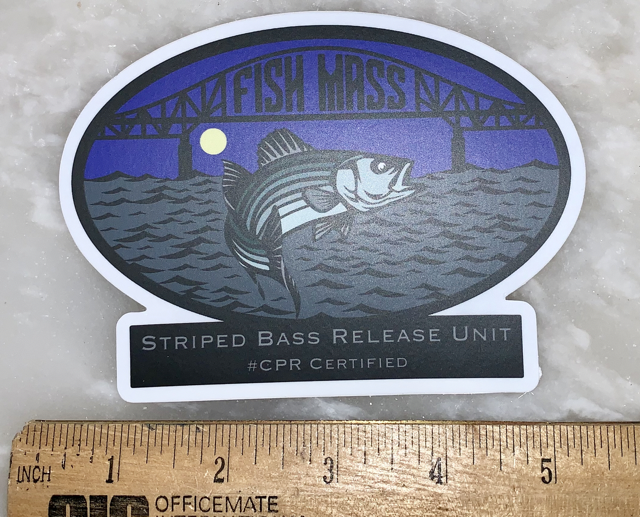 FISH MASS
STRIPED BASS RELEASE UNIT
#CPR CERTIFIED
INCH 1 2 3 4 5
OFFICEMATE